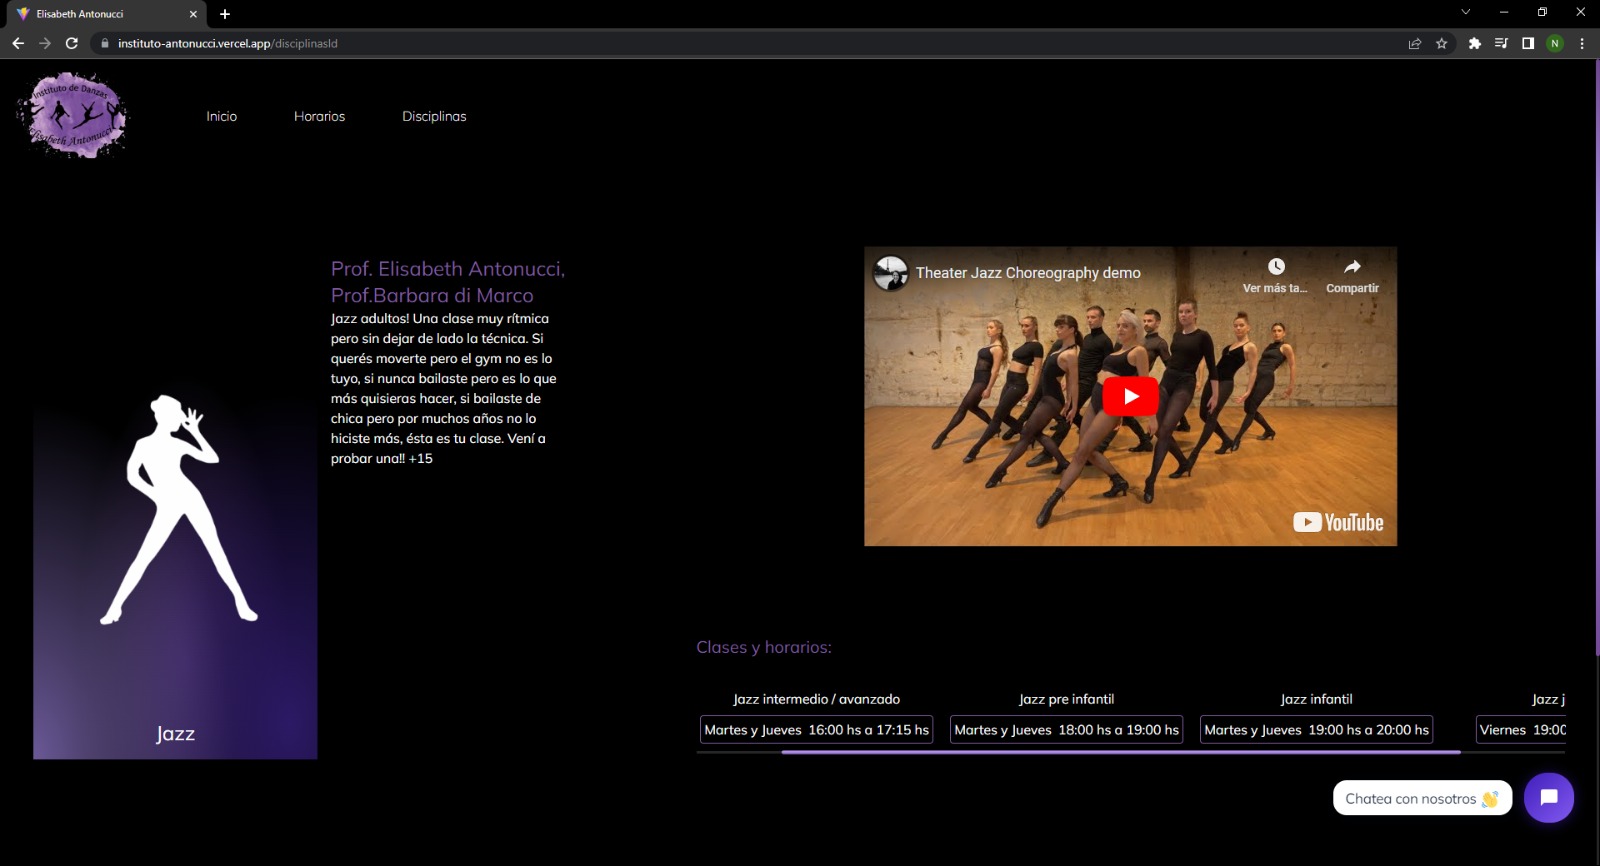 Elisabeth Antonucci
instituto-antonucci.vercel.app/disciplinasId
N
Instituto de Danzas
Elisabeth Antonucci
Inicio
Horarios
Disciplinas
Prof. Elisabeth Antonucci,
Prof.Barbara di Marco
Jazz adultos! Una clase muy rítmica
pero sin dejar de lado la técnica. Si
querés moverte pero el gym no es lo
tuyo, si nunca bailaste pero es lo que
más quisieras hacer, si bailaste de
chica pero por muchos años no lo
hiciste más, ésta es tu clase. Vení a
probar una!! +15
Jazz
Theater Jazz Choreography demo
Ver más ta...
Compartir
YouTube
Clases y horarios:
Jazz intermedio / avanzado
Martes y Jueves 16:00 hs a 17:15 hs
Jazz pre infantil
Martes y Jueves 18:00 hs a 19:00 hs
Jazz infantil
Martes y Jueves 19:00 hs a 20:00 hs
Jazz j
Viernes 19:00
Chatea con nosotros 👋